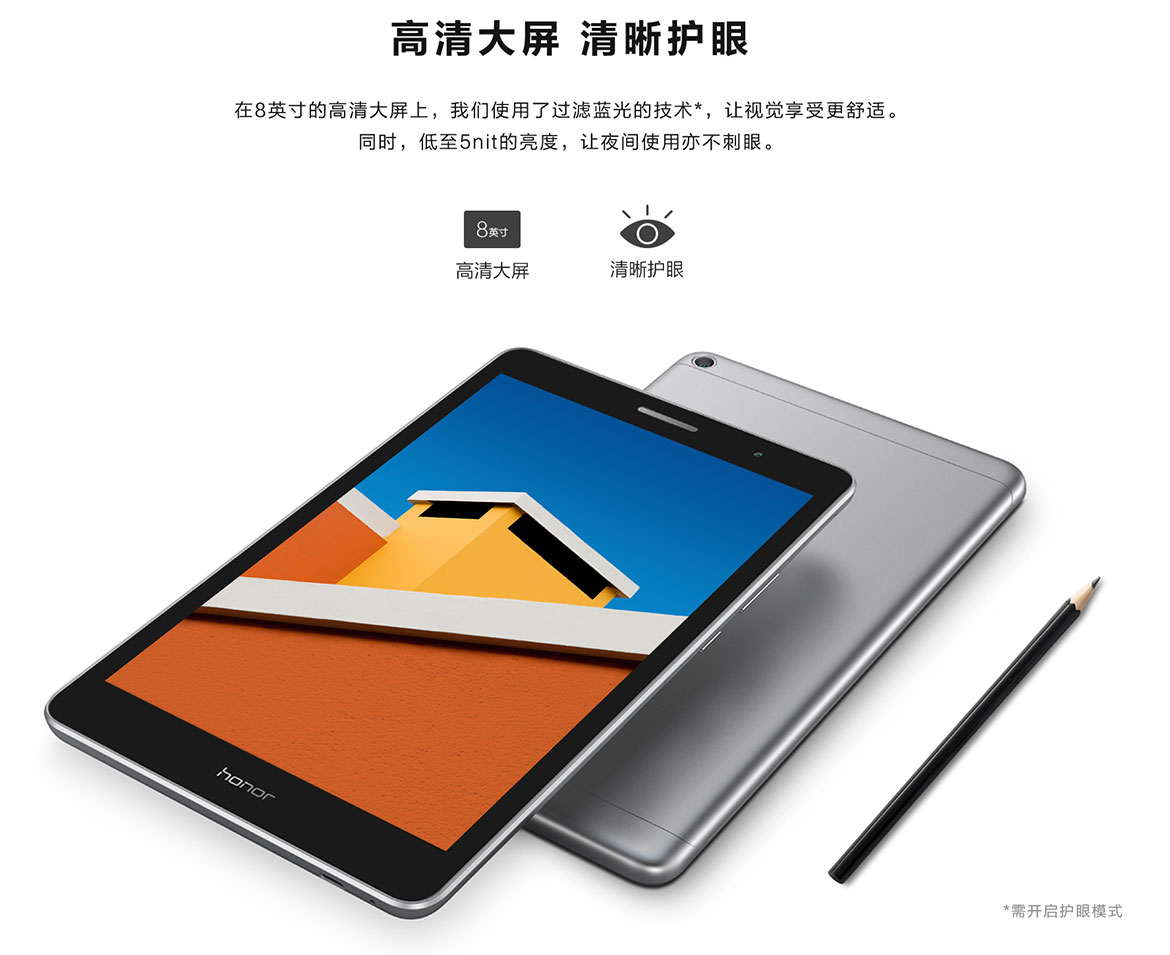 高清大屏 清晰护眼
在8英寸的高清大屏上，我们使用了过滤蓝光的技术*，让视觉享受更舒适。
同时，低至5nit的亮度，让夜间使用亦不刺眼。
8英寸
高清大屏
清晰护眼
honor
*需开启护眼模式